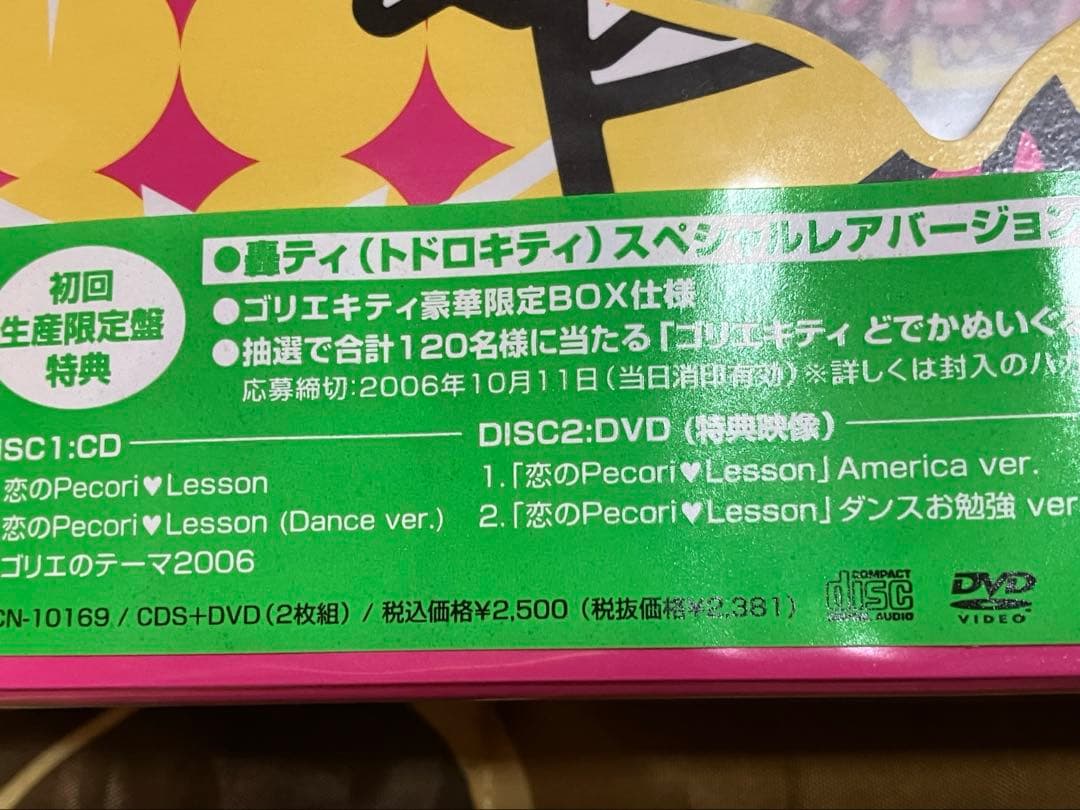 初回
生産限定盤
特典
●轟ティ(トドロキティ)スペシャルレアバージョン
●ゴリエキティ豪華限定BOX仕様
●抽選で合計120名様に当たる「ゴリエキティ どでかぬいぐ
応募締切:2006年10月11日(当日消印有効)※詳しくは封入のハガ
ISC1:CD
恋のPecori♥Lesson
恋のPecori♥Lesson (Dance ver.)
ゴリエのテーマ2006
DISC2:DVD (特典映像)
1.「恋のPecori♥Lesson」America ver.
2.「恋のPecori♥Lesson」ダンスお勉強 ver
CN-10169 / CDS+DVD(2枚組) / 税込価格¥2,500 (税抜価格¥2,381)
COMPACT
disc
DIGITAL AUDIO
DVD
VIDEO